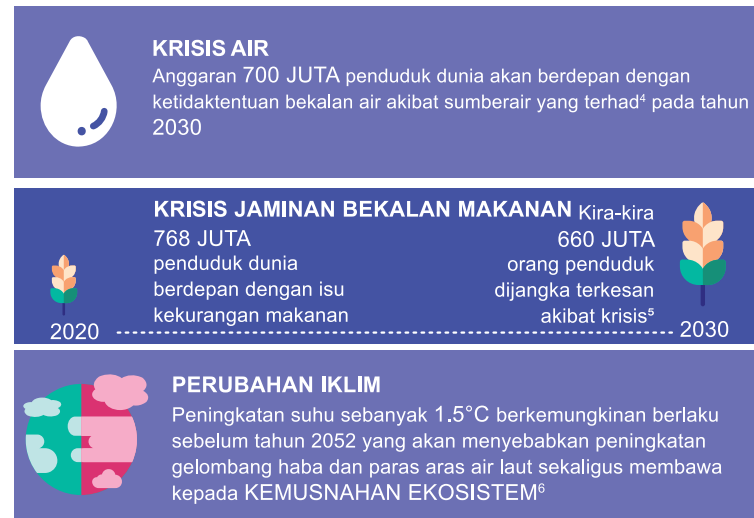 KRISIS AIR
Anggaran 700 JUTA penduduk dunia akan berdepan dengan
ketidaktentuan bekalan air akibat sumberair yang terhad⁴ pada tahun
2030
KRISIS JAMINAN BEKALAN MAKANAN Kira-kira
768 JUTA
penduduk dunia
berdepan dengan isu
kekurangan makanan
660 JUTA
orang penduduk
dijangka terkesan
akibat krisis⁵
2020
2030
PERUBAHAN IKLIM
Peningkatan suhu sebanyak 1.5°C berkemungkinan berlaku
sebelum tahun 2052 yang akan menyebabkan peningkatan
gelombang haba dan paras aras air laut sekaligus membawa
kepada KEMUSNAHAN EKOSISTEM⁶